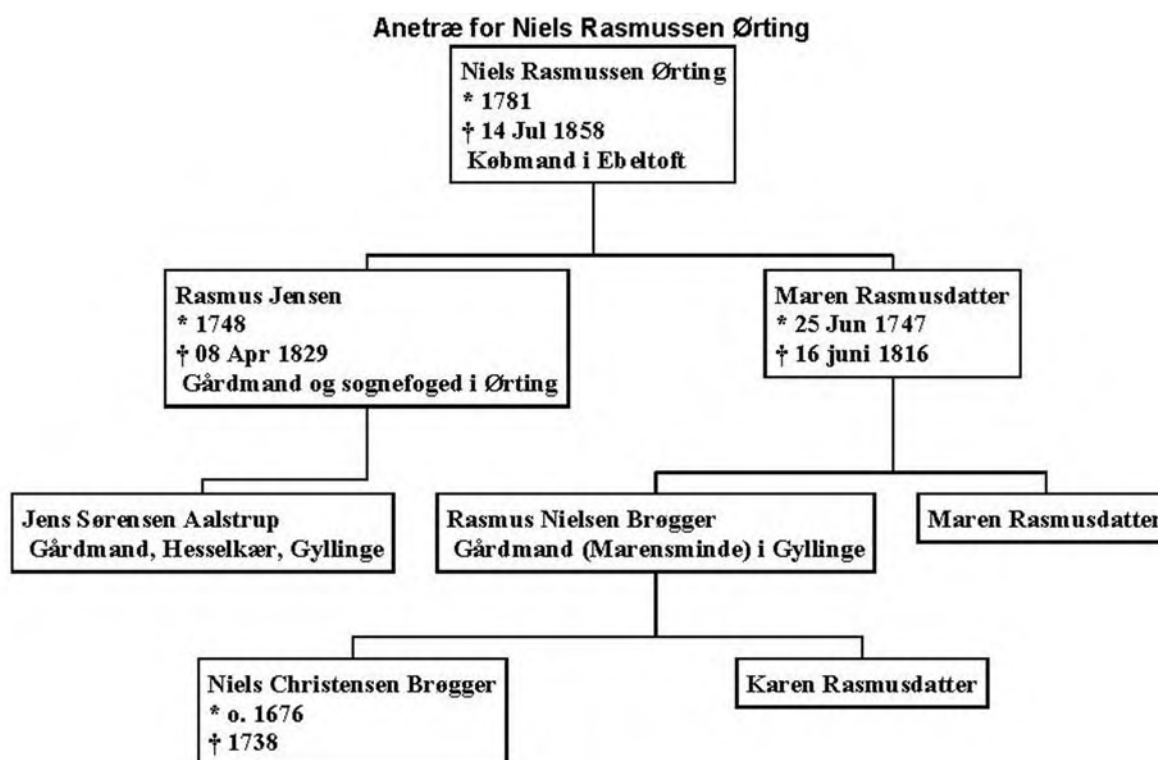 Anetræ for Niels Rasmussen Ørting
Niels Rasmussen Ørting
* 1781
† 14 Jul 1858
Købmand i Ebeltoft
Rasmus Jensen
* 1748
† 08 Apr 1829
Gårdmand og sognefoged i Ørting
Maren Rasmusdatter
* 25 Jun 1747
† 16 juni 1816
Jens Sørensen Aalstrup
Gårdmand, Hesselkær, Gyllinge
Rasmus Nielsen Brøgger
Gårdmand (Marensminde) i Gyllinge
Maren Rasmusdatter
Niels Christensen Brøgger
* o. 1676
† 1738
Karen Rasmusdatter